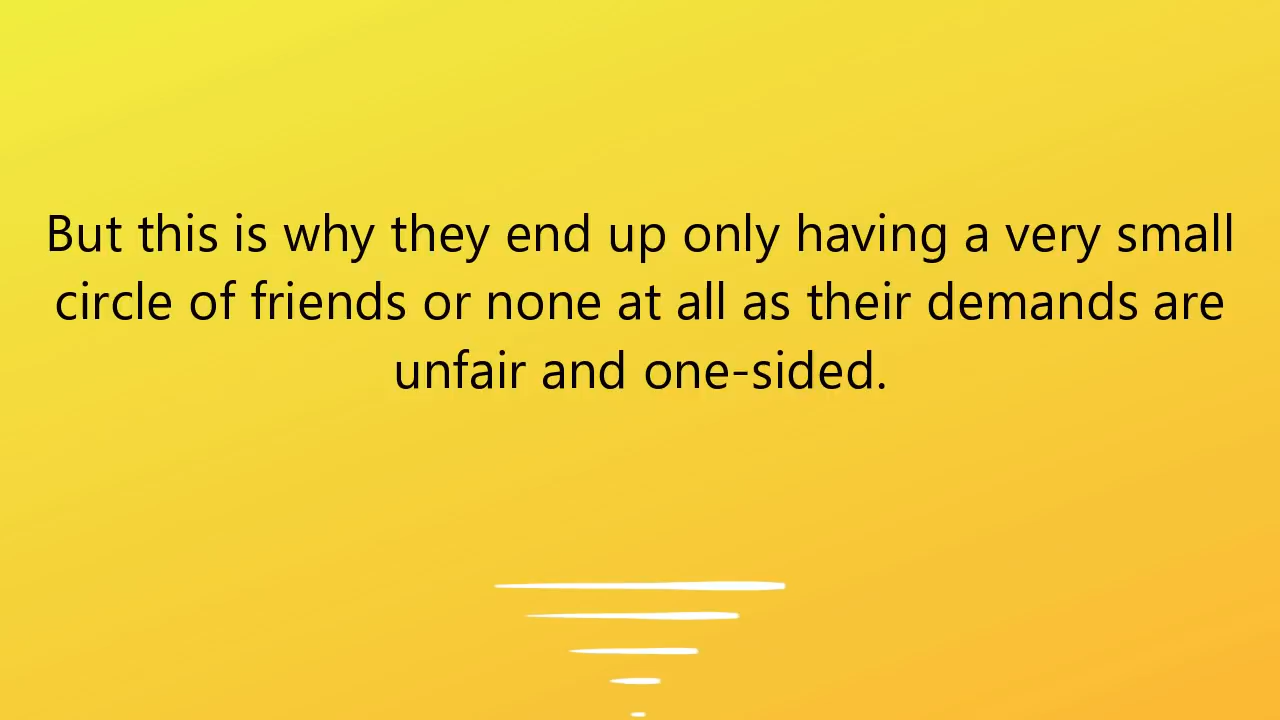 But this is why they end up only having a very small
circle of friends or none at all as their demands are
unfair and one-sided.